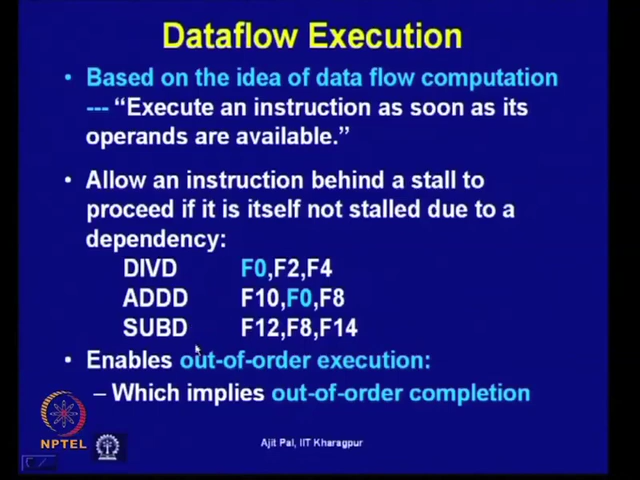 Dataflow Execution
• Based on the idea of data flow computation
--- “Execute an instruction as soon as its
operands are available.”
• Allow an instruction behind a stall to
proceed if it is itself not stalled due to a
dependency:
DIVD F0,F2,F4
ADDD F10,F0,F8
SUBD F12,F8,F14
• Enables out-of-order execution:
– Which implies out-of-order completion
NPTEL
Ajit Pal, IIT Kharagpur